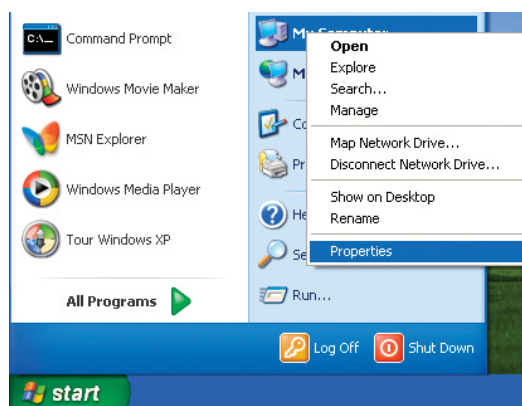 C:\_
Command Prompt
Windows Movie Maker
MSN Explorer
Windows Media Player
Tour Windows XP
All Programs
Open
Explore
Search...
Manage
Map Network Drive...
Disconnect Network Drive...
Show on Desktop
Rename
Properties
Run...
Log Off
Shut Down
start